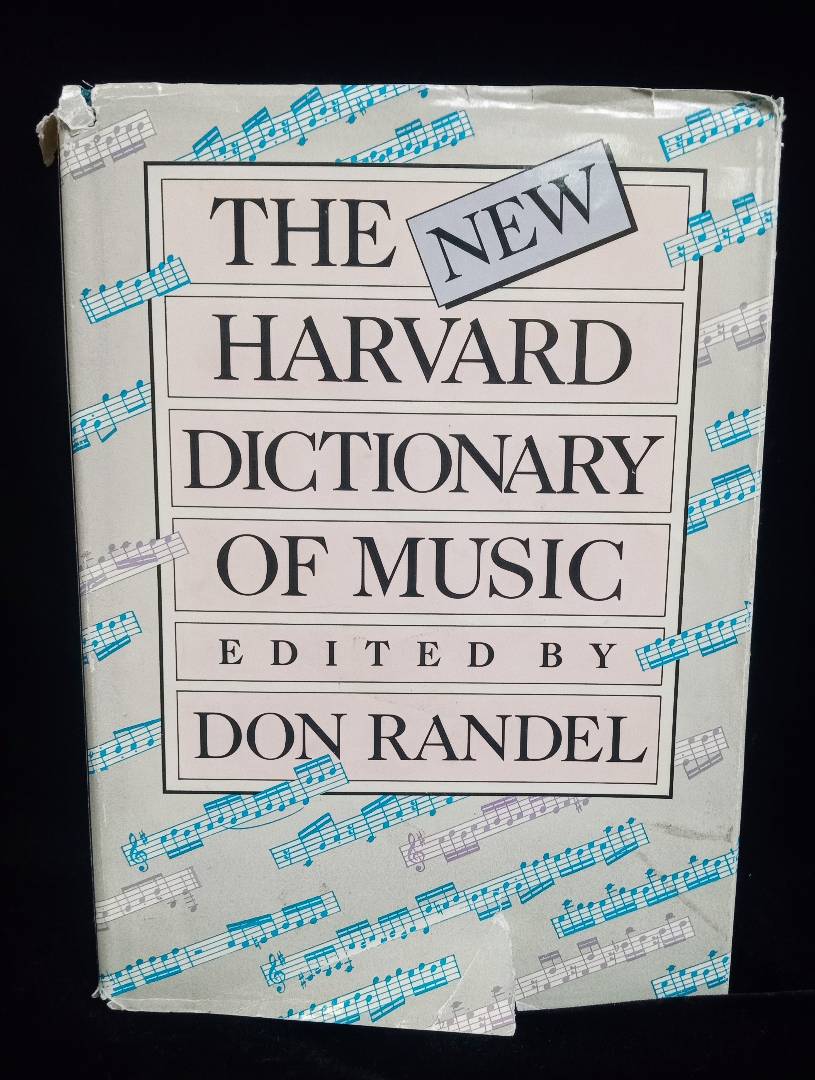 THE NEW
HARVARD
DICTIONARY
OF MUSIC
EDITED BY
DON RANDEL